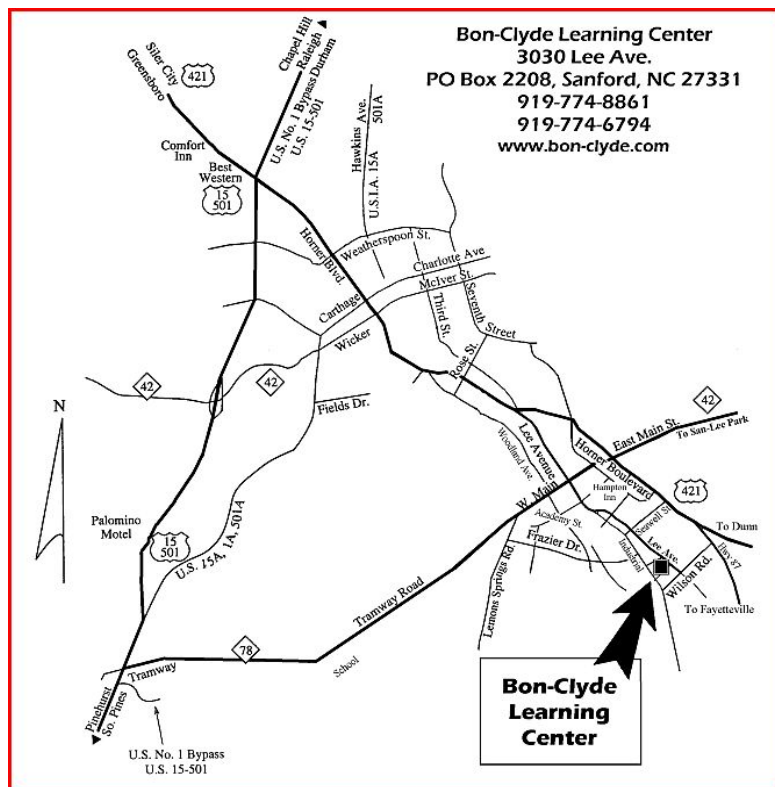 Bon-Clyde Learning Center
3030 Lee Ave.
PO Box 2208, Sanford, NC 27331
919-774-8861
919-774-6794
www.bon-clyde.com
Siler City
Greensboro
421
Chapel Hill
Raleigh
Durham
U.S. No. 1 Bypass
U.S. 15-501
Hawkins Ave.
501A
U.S.I.A. 15A
Comfort
Inn
Best
Western
15
501
Horner Blvd.
Weatherspoon St.
Charlotte Ave
McIver St.
Carthage
Wicker
Third St.
Seventh
Street
Rose St.
42
42
Fields Dr.
N
42
East Main St.
To San-Lee Park
Woodland Ave.
Lee Avenue
Horner Boulevard
W. Main
Hampton
Inn
421
Academy St.
Sewell St.
To Dunn
Frazier Dr.
Industrial
Lee Ave.
Hwy 87
Wilson Rd.
To Fayetteville
Palomino
Motel
15
501
U.S. 15A, 1A, 501A
Lemons Springs Rd.
Tramway Road
78
School
Tramway
Pinehurst
So. Pines
U.S. No. 1 Bypass
U.S. 15-501
Bon-Clyde
Learning
Center